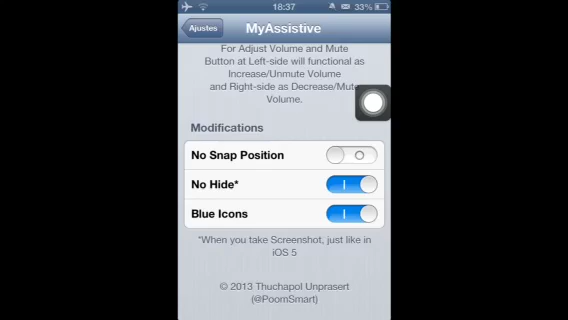 18:37 33%
Ajustes MyAssistive
For Adjust Volume and Mute
Button at Left-side will functional as
Increase/Unmute Volume
and Right-side as Decrease/Mute
Volume.
Modifications
No Snap Position
No Hide*
Blue Icons
*When you take Screenshot, just like in
iOS 5
© 2013 Thuchapol Unprasert
(@PoomSmart)